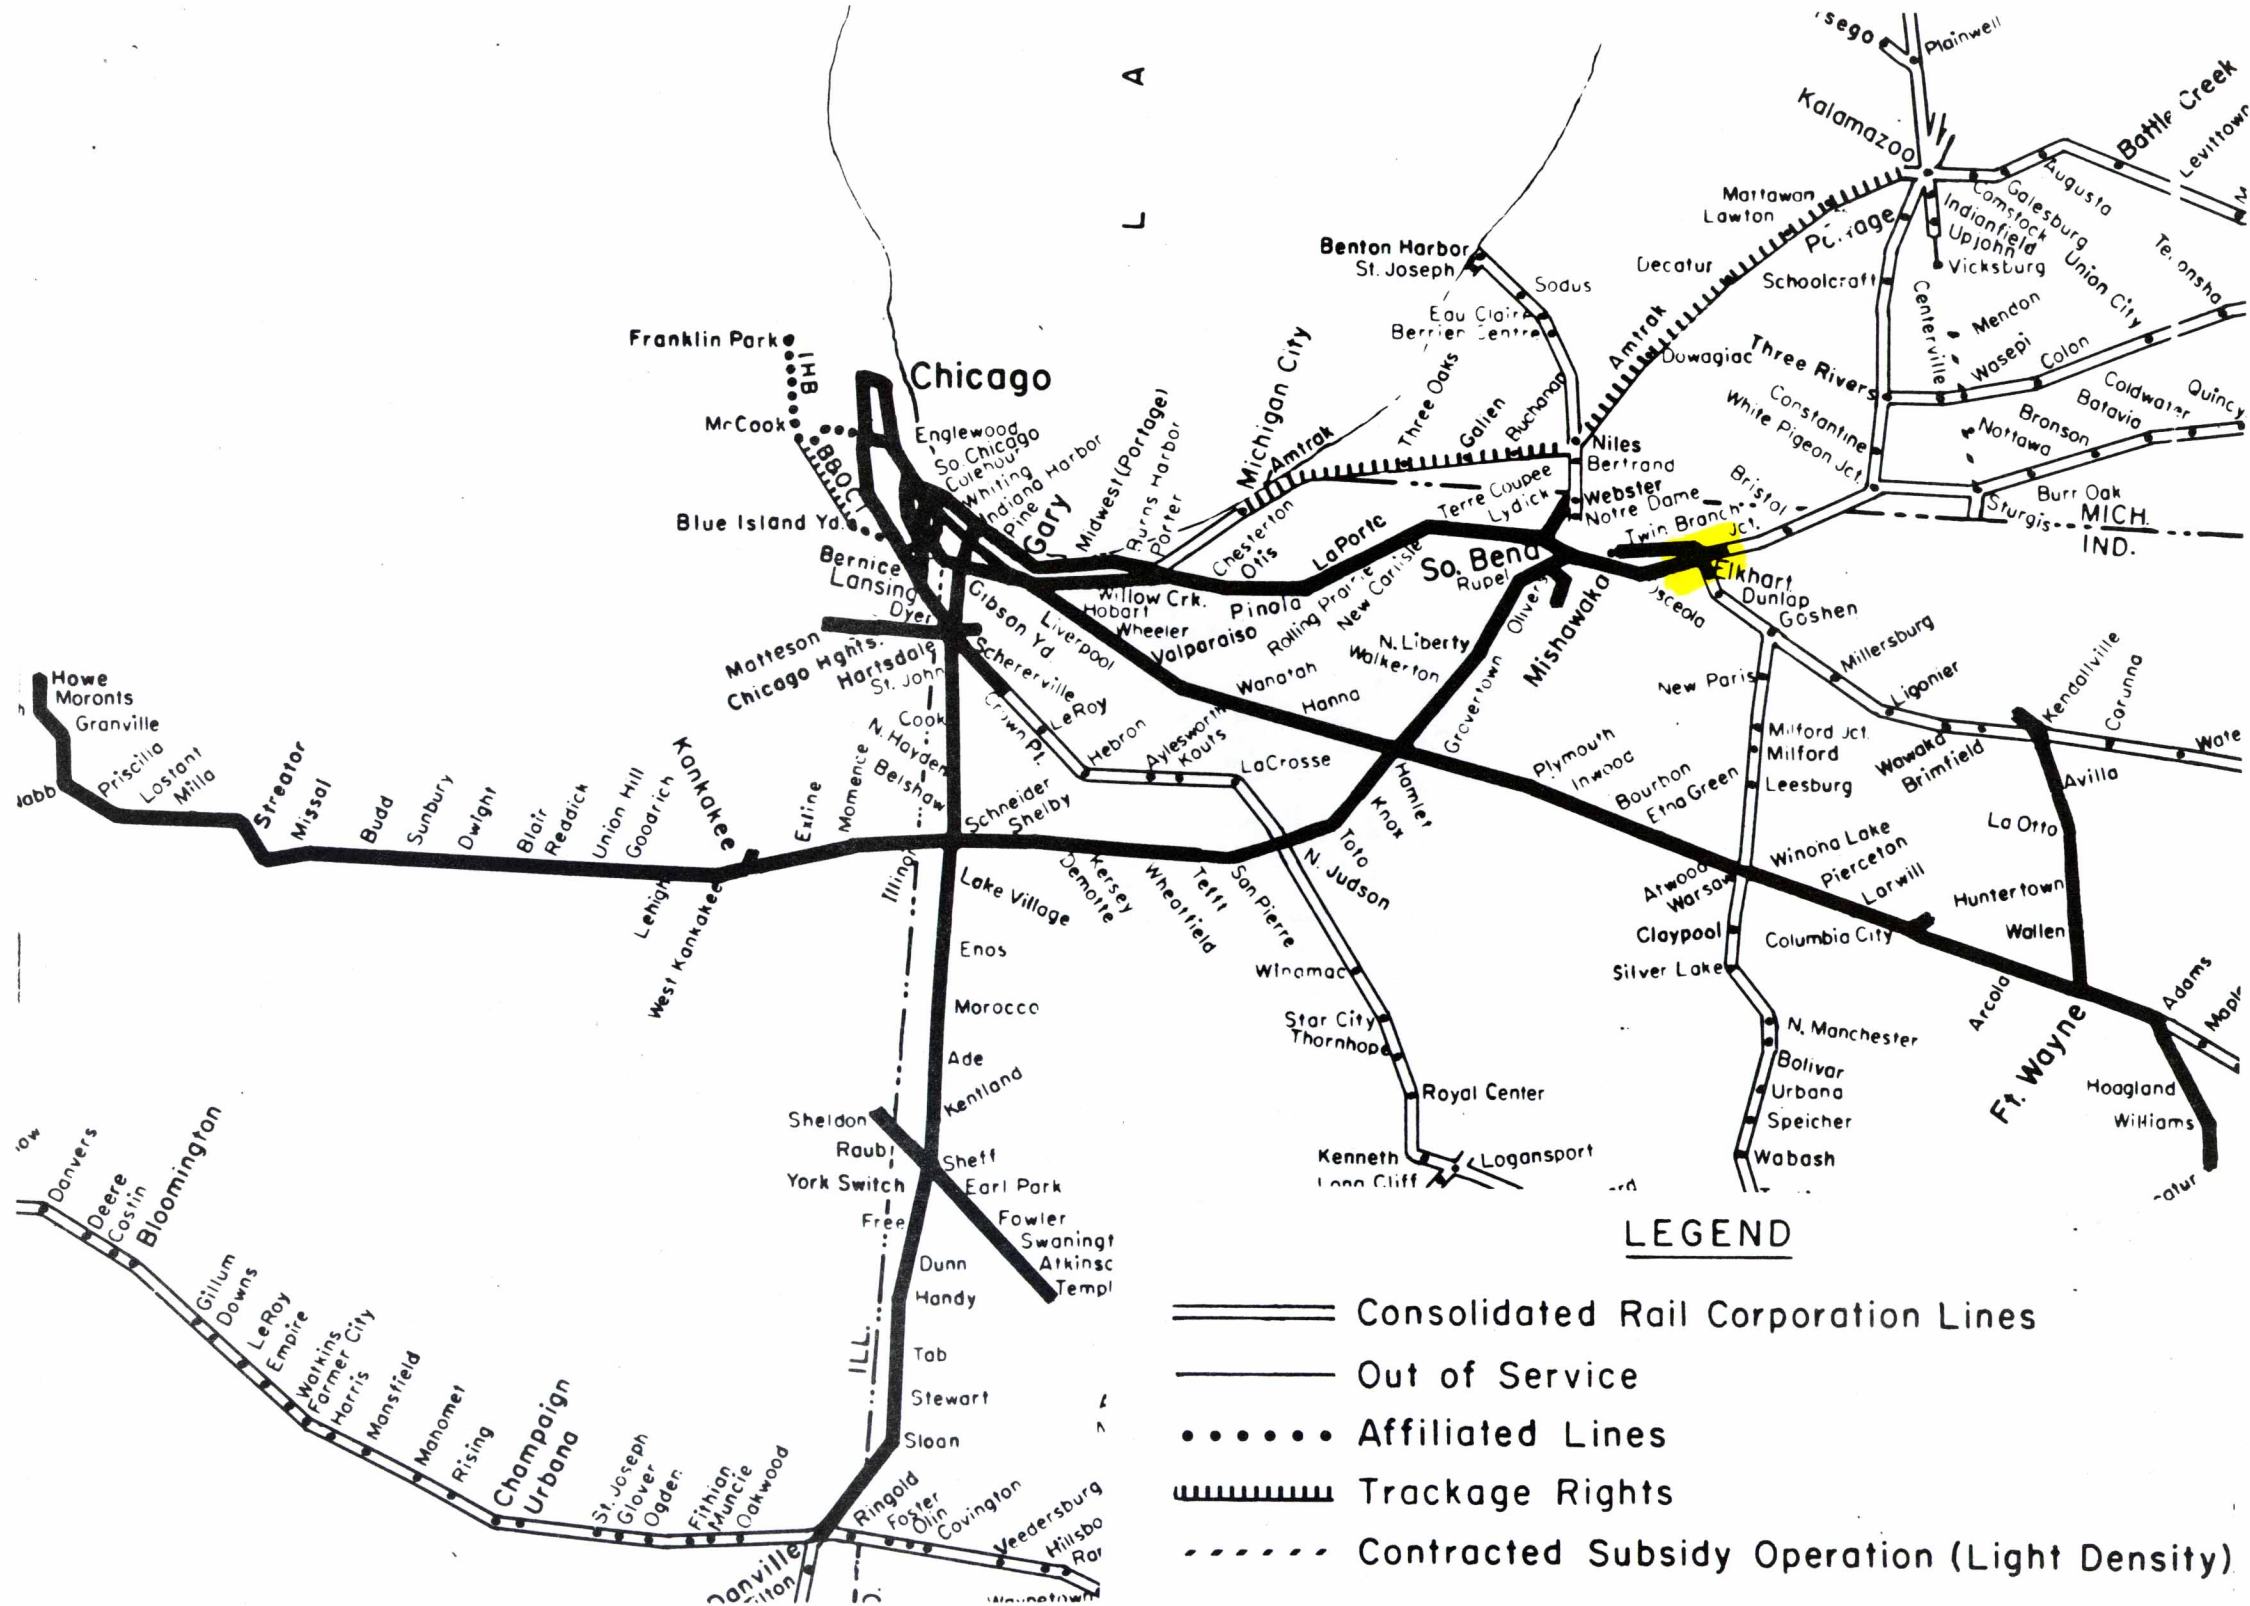 Plainwell
Kalamazoo
Battle Creek
Levittown
L A
Mattawan
Lawton
Augusta
Galesburg
Comstock
Indianfield
Upjohn
Vicksburg
Benton Harbor
St. Joseph
Sodus
Decatur
Schoolcraft
Union City
Eau Claire
Centerville
Mendon
Franklin Park
IHB
Chicago
Michigan City
Three Oaks
Galien
Buchanan
Amtrak
Dowagiac
Three Rivers
Wasepi
Colon
Constantine
White Pigeon Jct.
Coldwater
Quincy
Batavia
Bronson
Nottawa
McCook
B&OCT
Englewood
So. Chicago
Colehour
Whiting
Indiana Harbor
Pine
Gary
Midwest (Portage)
Burns Harbor
Porter
Amtrak
Niles
Bertrand
Webster
Notre Dame
Terre Coupee
Lydick
Bristol
Twin Branch
Jct.
Burr Oak
Sturgis
MICH.
IND.
Blue Island Yd.
Bernice
Lansing
Dyer
Chesterton
Otis
LaPorte
So. Bend
Rupel
Olivers
Mishawaka
Osceola
Elkhart
Dunlap
Goshen
Gibson Yd.
Liverpool
Willow Crk.
Hobart
Wheeler
Valparaiso
Pinola
Rolling Prairie
New Carlisle
N. Liberty
Walkerton
Millersburg
Ligonier
Kendallville
Corunna
Matteson
Chicago Hghts.
Hartsdale
St. John
Schererville
Crown Pt.
LeRoy
Hebron
Aylesworth
Kouts
LaCrosse
Wanatah
Hanna
Grovertown
New Paris
Milford Jct.
Milford
Leesburg
Wawaka
Brimfield
Avilla
La Otto
Huntertown
Wallen
Howe
Moronts
Granville
Priscilla
Lostant
Milla
Streator
Missal
Budd
Sunbury
Dwight
Blair
Reddick
Union Hill
Goodrich
Kankakee
Exline
Momence
Cook
N. Hayden
Belshaw
Schneider
Shelby
Lehigh
West Kankakee
Lake Village
Demotte
Kersey
Wheatfield
Tefft
San Pierre
N. Judson
Toto
Knox
Hamlet
Plymouth
Inwood
Bourbon
Etna Green
Atwood
Warsaw
Winona Lake
Pierceton
Larwill
Claypool
Columbia City
Silver Lake
Arcola
Ft. Wayne
Adams
Enos
Morocco
Ade
Kentland
Winamac
Star City
Thornhope
Royal Center
N. Manchester
Bolivar
Urbana
Speicher
Wabash
Hoagland
Williams
Sheldon
Raub
York Switch
Free
Sheff
Earl Park
Fowler
Kenneth
Logansport
Danvers
Deere
Costin
Bloomington
Gillum
Downs
LeRoy
Empire
Watkins
Farmer City
Harris
Mansfield
Mahomet
Rising
Champaign
Urbana
St. Joseph
Glover
Ogden
Fithian
Muncie
Oakwood
Danville
Dunn
Handy
Tab
Stewart
Sloan
ILL.
Ringold
Foster
Olin
Covington
Veedersburg
LEGEND
Consolidated Rail Corporation Lines
Out of Service
Affiliated Lines
Trackage Rights
Contracted Subsidy Operation (Light Density)